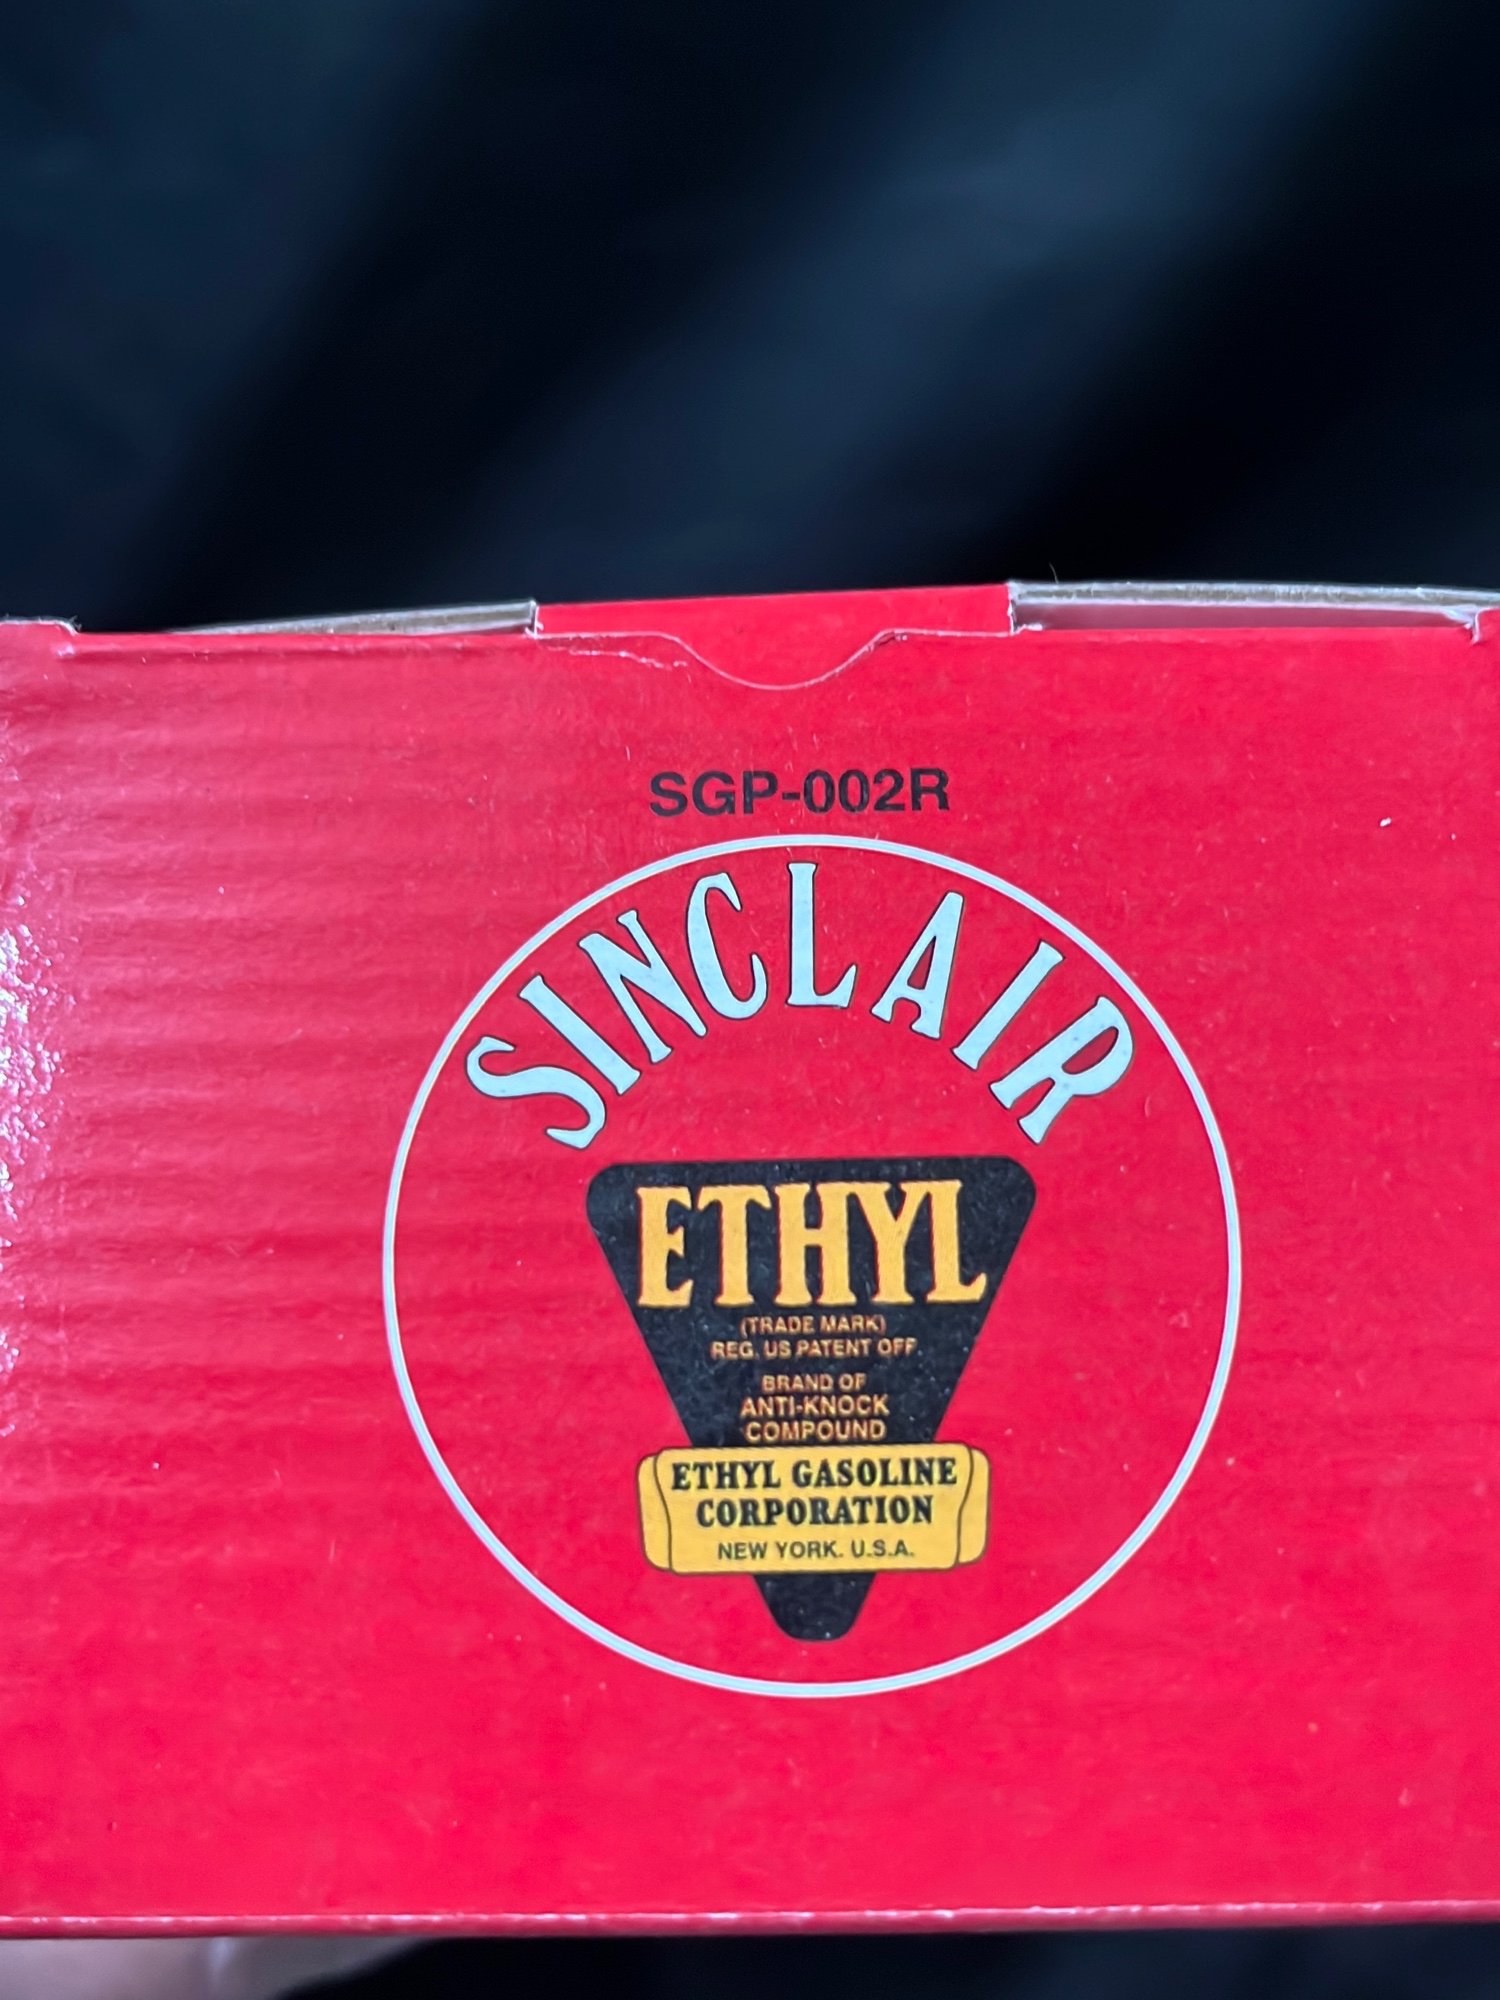 SGP-002R
SINCLAIR
ETHYL
(TRADE MARK)
REG. US PATENT OFF.
BRAND OF
ANTI-KNOCK
COMPOUND
ETHYL GASOLINE
CORPORATION
NEW YORK. U.S.A.